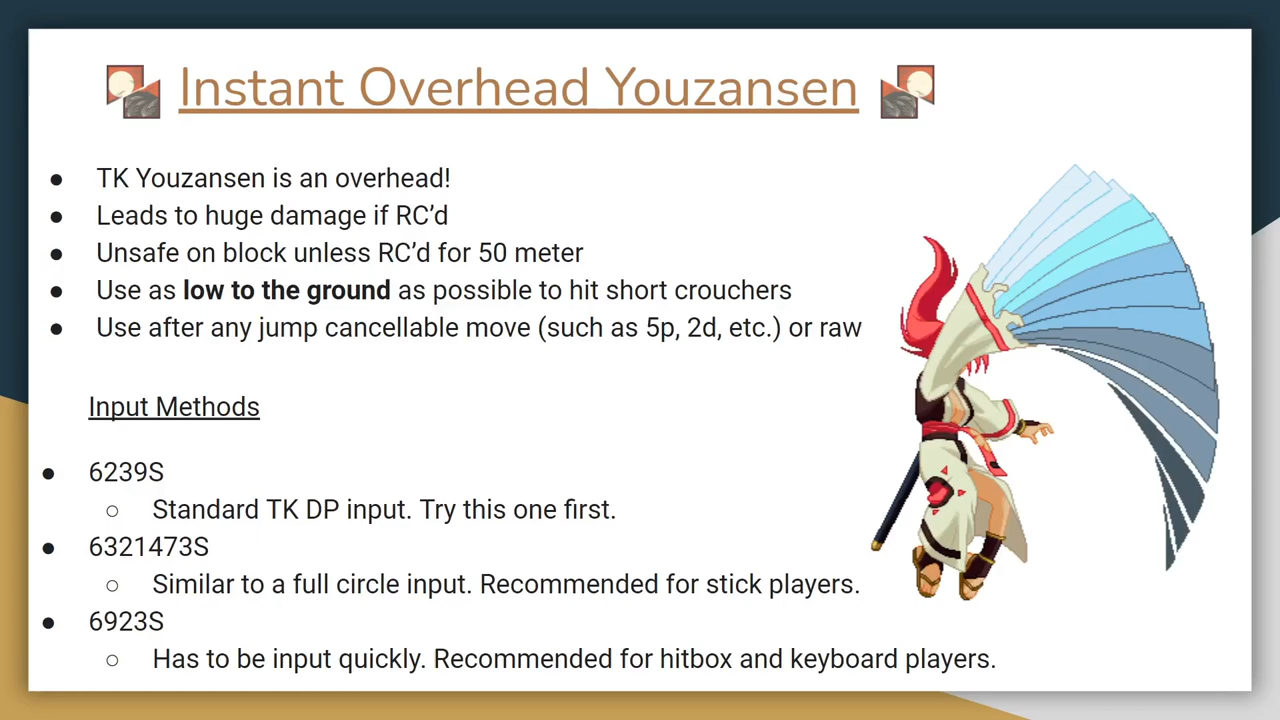 Instant Overhead Youzansen
● TK Youzansen is an overhead!
● Leads to huge damage if RC’d
● Unsafe on block unless RC’d for 50 meter
● Use as low to the ground as possible to hit short crouchers
● Use after any jump cancellable move (such as 5p, 2d, etc.) or raw
Input Methods
● 6239S
○ Standard TK DP input. Try this one first.
● 6321473S
○ Similar to a full circle input. Recommended for stick players.
● 6923S
○ Has to be input quickly. Recommended for hitbox and keyboard players.